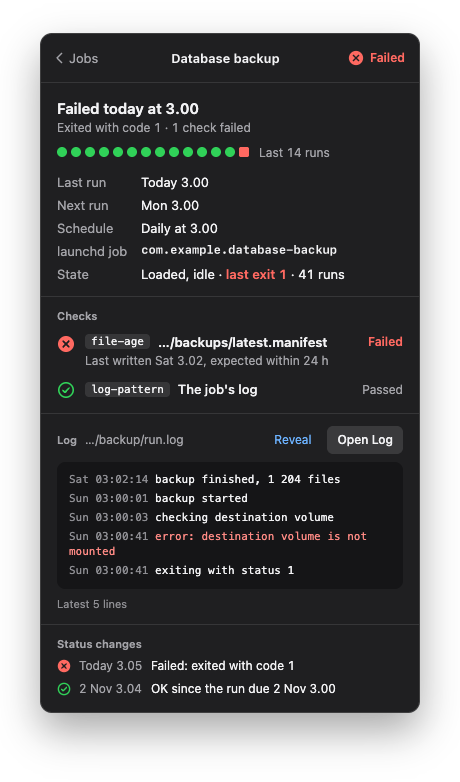 Jobs
Database backup
Failed
Failed today at 3.00
Exited with code 1 · 1 check failed
Last 14 runs
Last run Today 3.00
Next run Mon 3.00
Schedule Daily at 3.00
launchd job com.example.database-backup
State Loaded, idle · last exit 1 · 41 runs
Checks
file-age …/backups/latest.manifest Failed
Last written Sat 3.02, expected within 24 h
log-pattern The job's log Passed
Log …/backup/run.log Reveal Open Log
Sat 03:02:14 backup finished, 1 204 files
Sun 03:00:01 backup started
Sun 03:00:03 checking destination volume
Sun 03:00:41 error: destination volume is not
mounted
Sun 03:00:41 exiting with status 1
Latest 5 lines
Status changes
Today 3.05 Failed: exited with code 1
2 Nov 3.04 OK since the run due 2 Nov 3.00